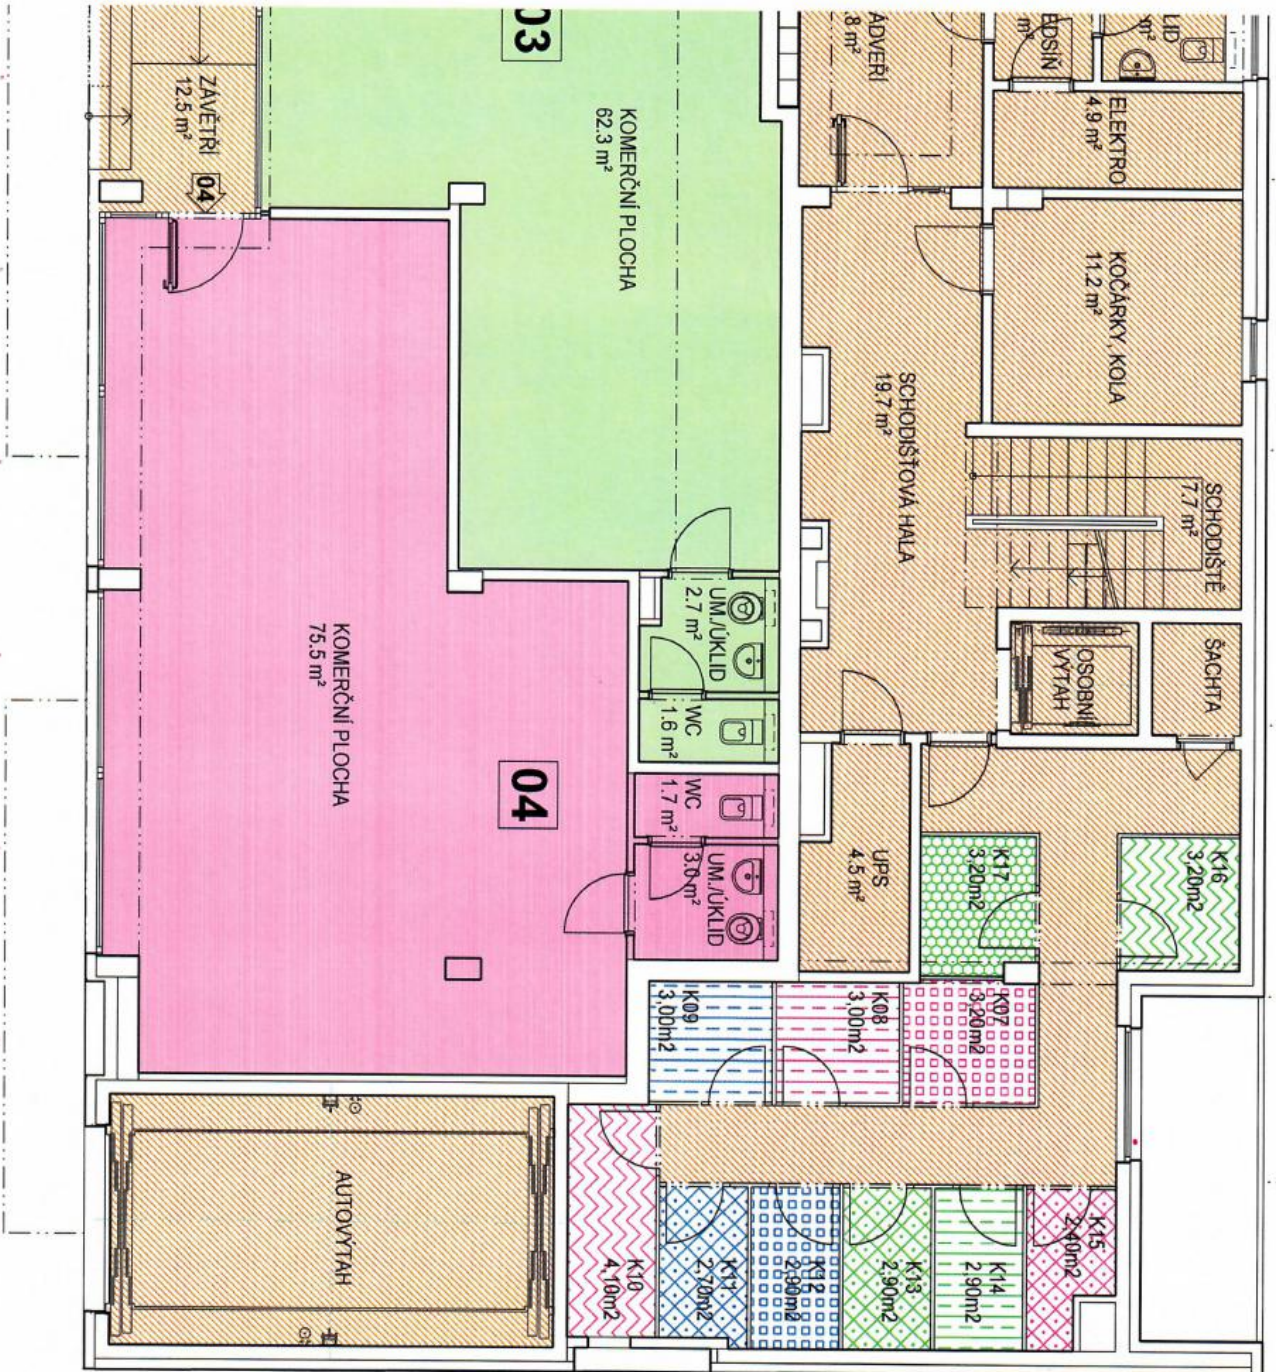 03
KOMERČNÍ PLOCHA
62.3 m²
ZÁVĚTŘÍ
12.5 m²
04
ELEKTRO
4.9 m²
KOČÁRKY, KOLA
11.2 m²
SCHODIŠŤOVÁ HALA
19.7 m²
SCHODIŠTĚ
7.7 m²
ŠACHTA
OSOBNÍ
VÝTAH
UM./ÚKLID
2.7 m²
WC
1.6 m²
WC
1.7 m²
UM./ÚKLID
3.0 m²
KOMERČNÍ PLOCHA
75.5 m²
04
UPS
4.5 m²
K16
3,20m2
K17
3,20m2
K07
3,20m2
K08
3,00m2
K09
3,00m2
K10
4,10m2
K11
2,70m2
K12
2,90m2
K13
2,90m2
K14
2,90m2
K15
2,40m2
AUTOVÝTAH